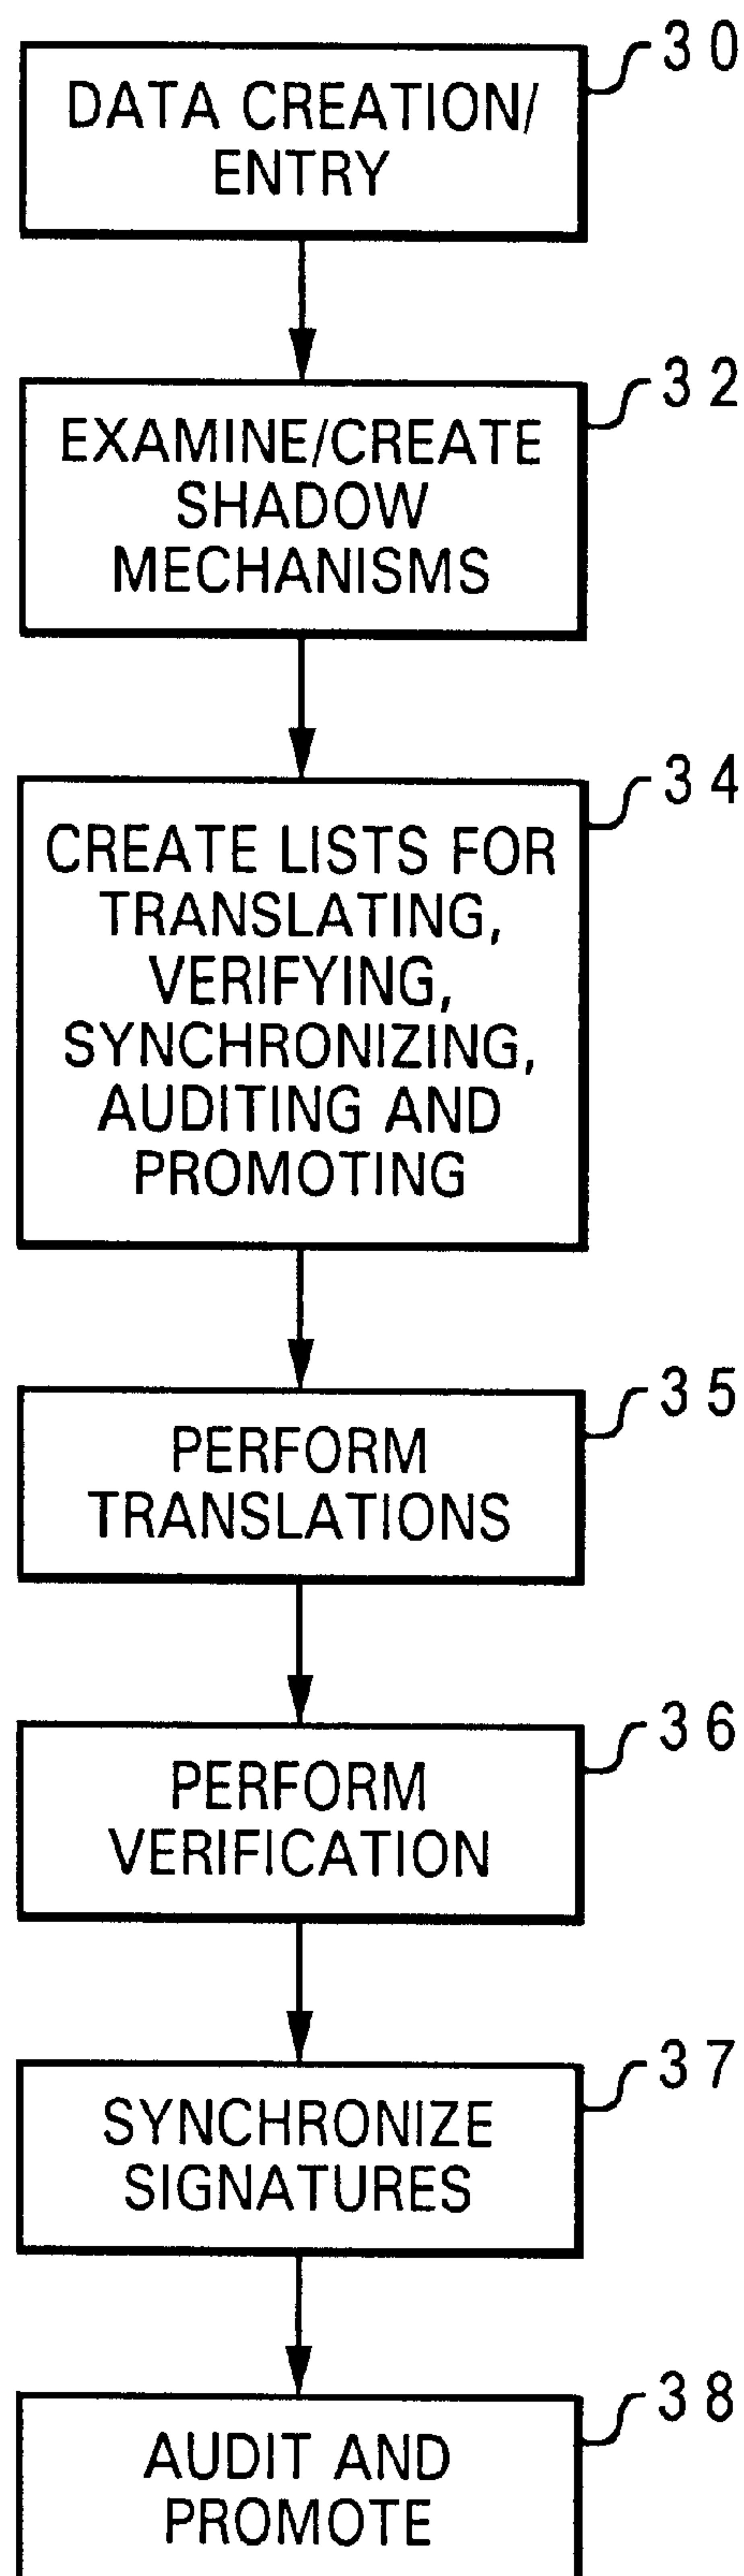 30
DATA CREATION/
ENTRY
32
EXAMINE/CREATE
SHADOW
MECHANISMS
34
CREATE LISTS FOR
TRANSLATING,
VERIFYING,
SYNCHRONIZING,
AUDITING AND
PROMOTING
35
PERFORM
TRANSLATIONS
36
PERFORM
VERIFICATION
37
SYNCHRONIZE
SIGNATURES
38
AUDIT AND
PROMOTE